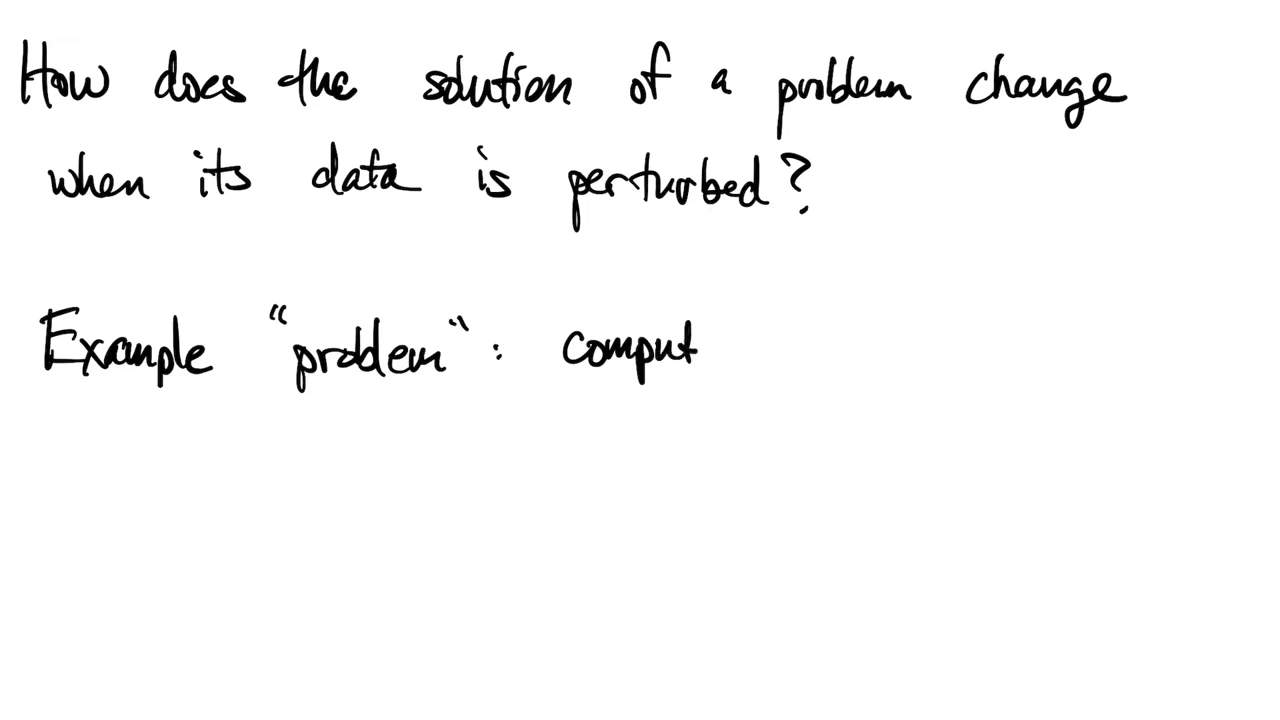 How does the solution of a problem change
when its data is perturbed?
Example "problem": comput